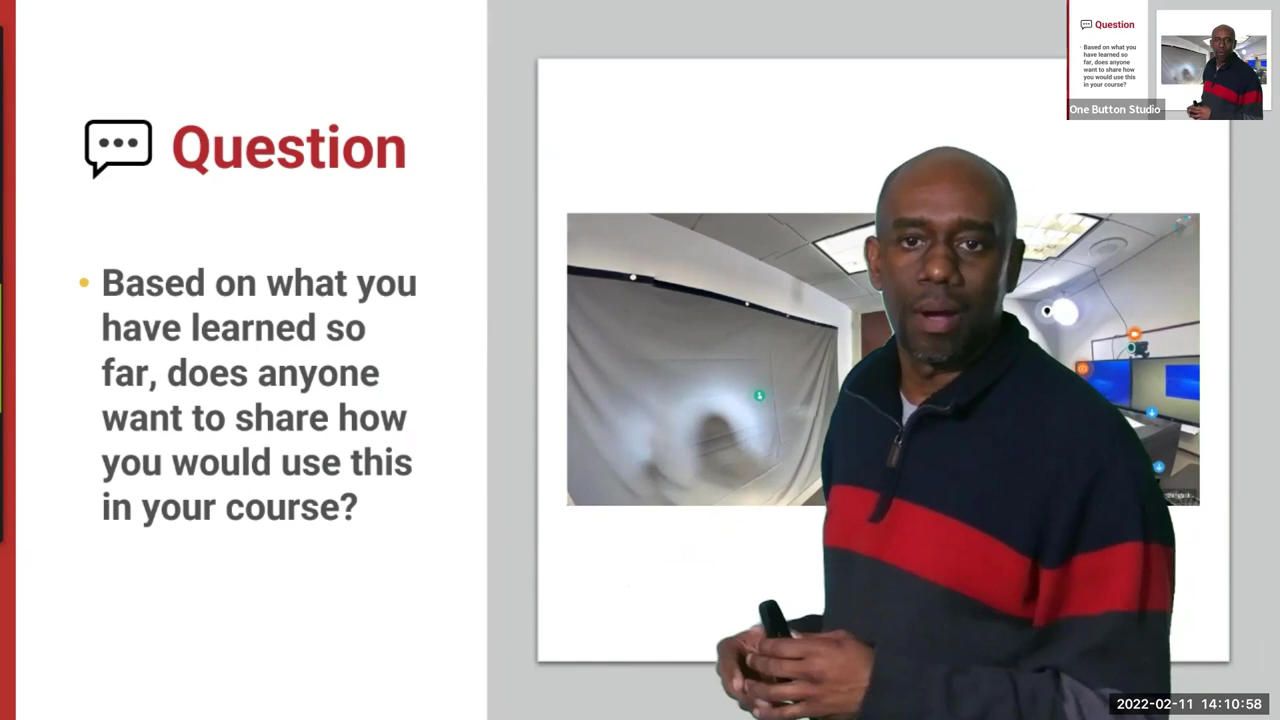 Question
Based on what you
have learned so
far, does anyone
want to share how
you would use this
in your course?
Question
Based on what you
have learned so
far, does anyone
want to share how
you would use this
in your course?
One Button Studio
2022-02-11 14:10:58